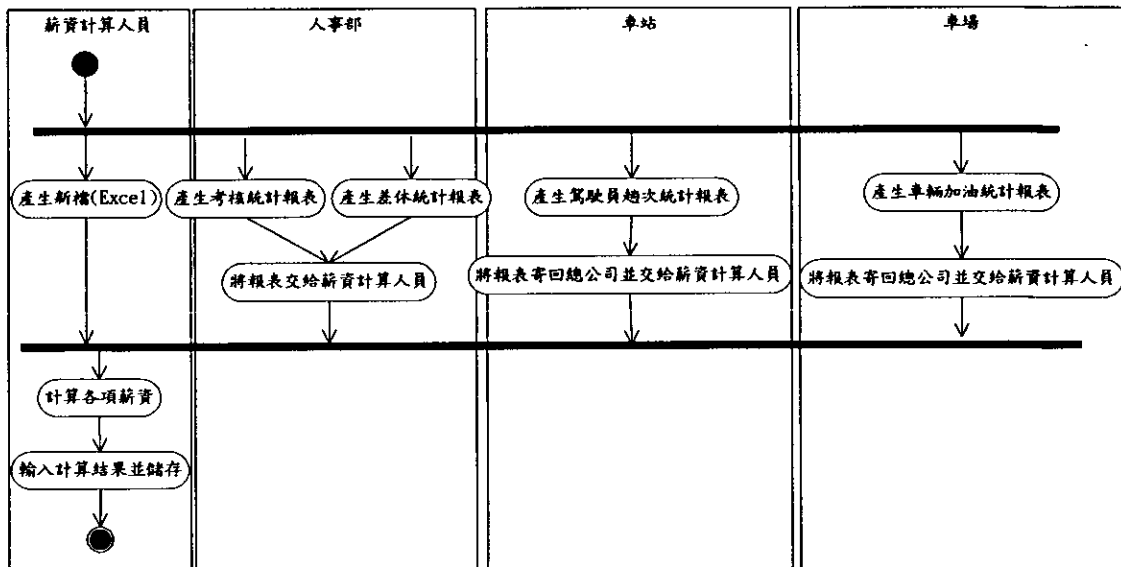 薪資計算人員
人事部
車站
車場
產生新檔(Excel)
產生考核統計報表
產生差休統計報表
產生駕駛員趟次統計報表
產生車輛加油統計報表
將報表交給薪資計算人員
將報表寄回總公司並交給薪資計算人員
將報表寄回總公司並交給薪資計算人員
計算各項薪資
輸入計算結果並儲存